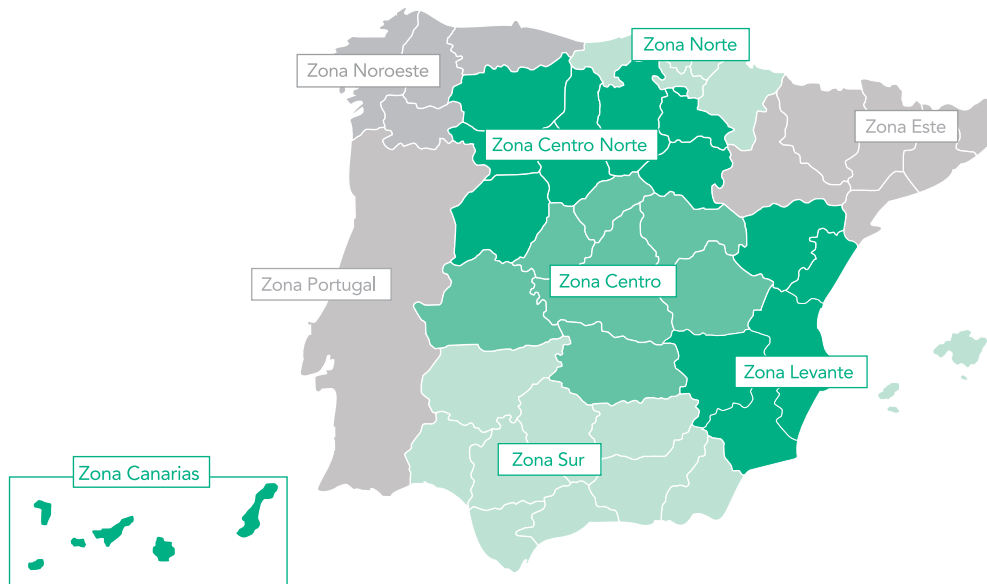 Zona Norte
Zona Noroeste
Zona Este
Zona Centro Norte
Zona Portugal
Zona Centro
Zona Levante
Zona Sur
Zona Canarias